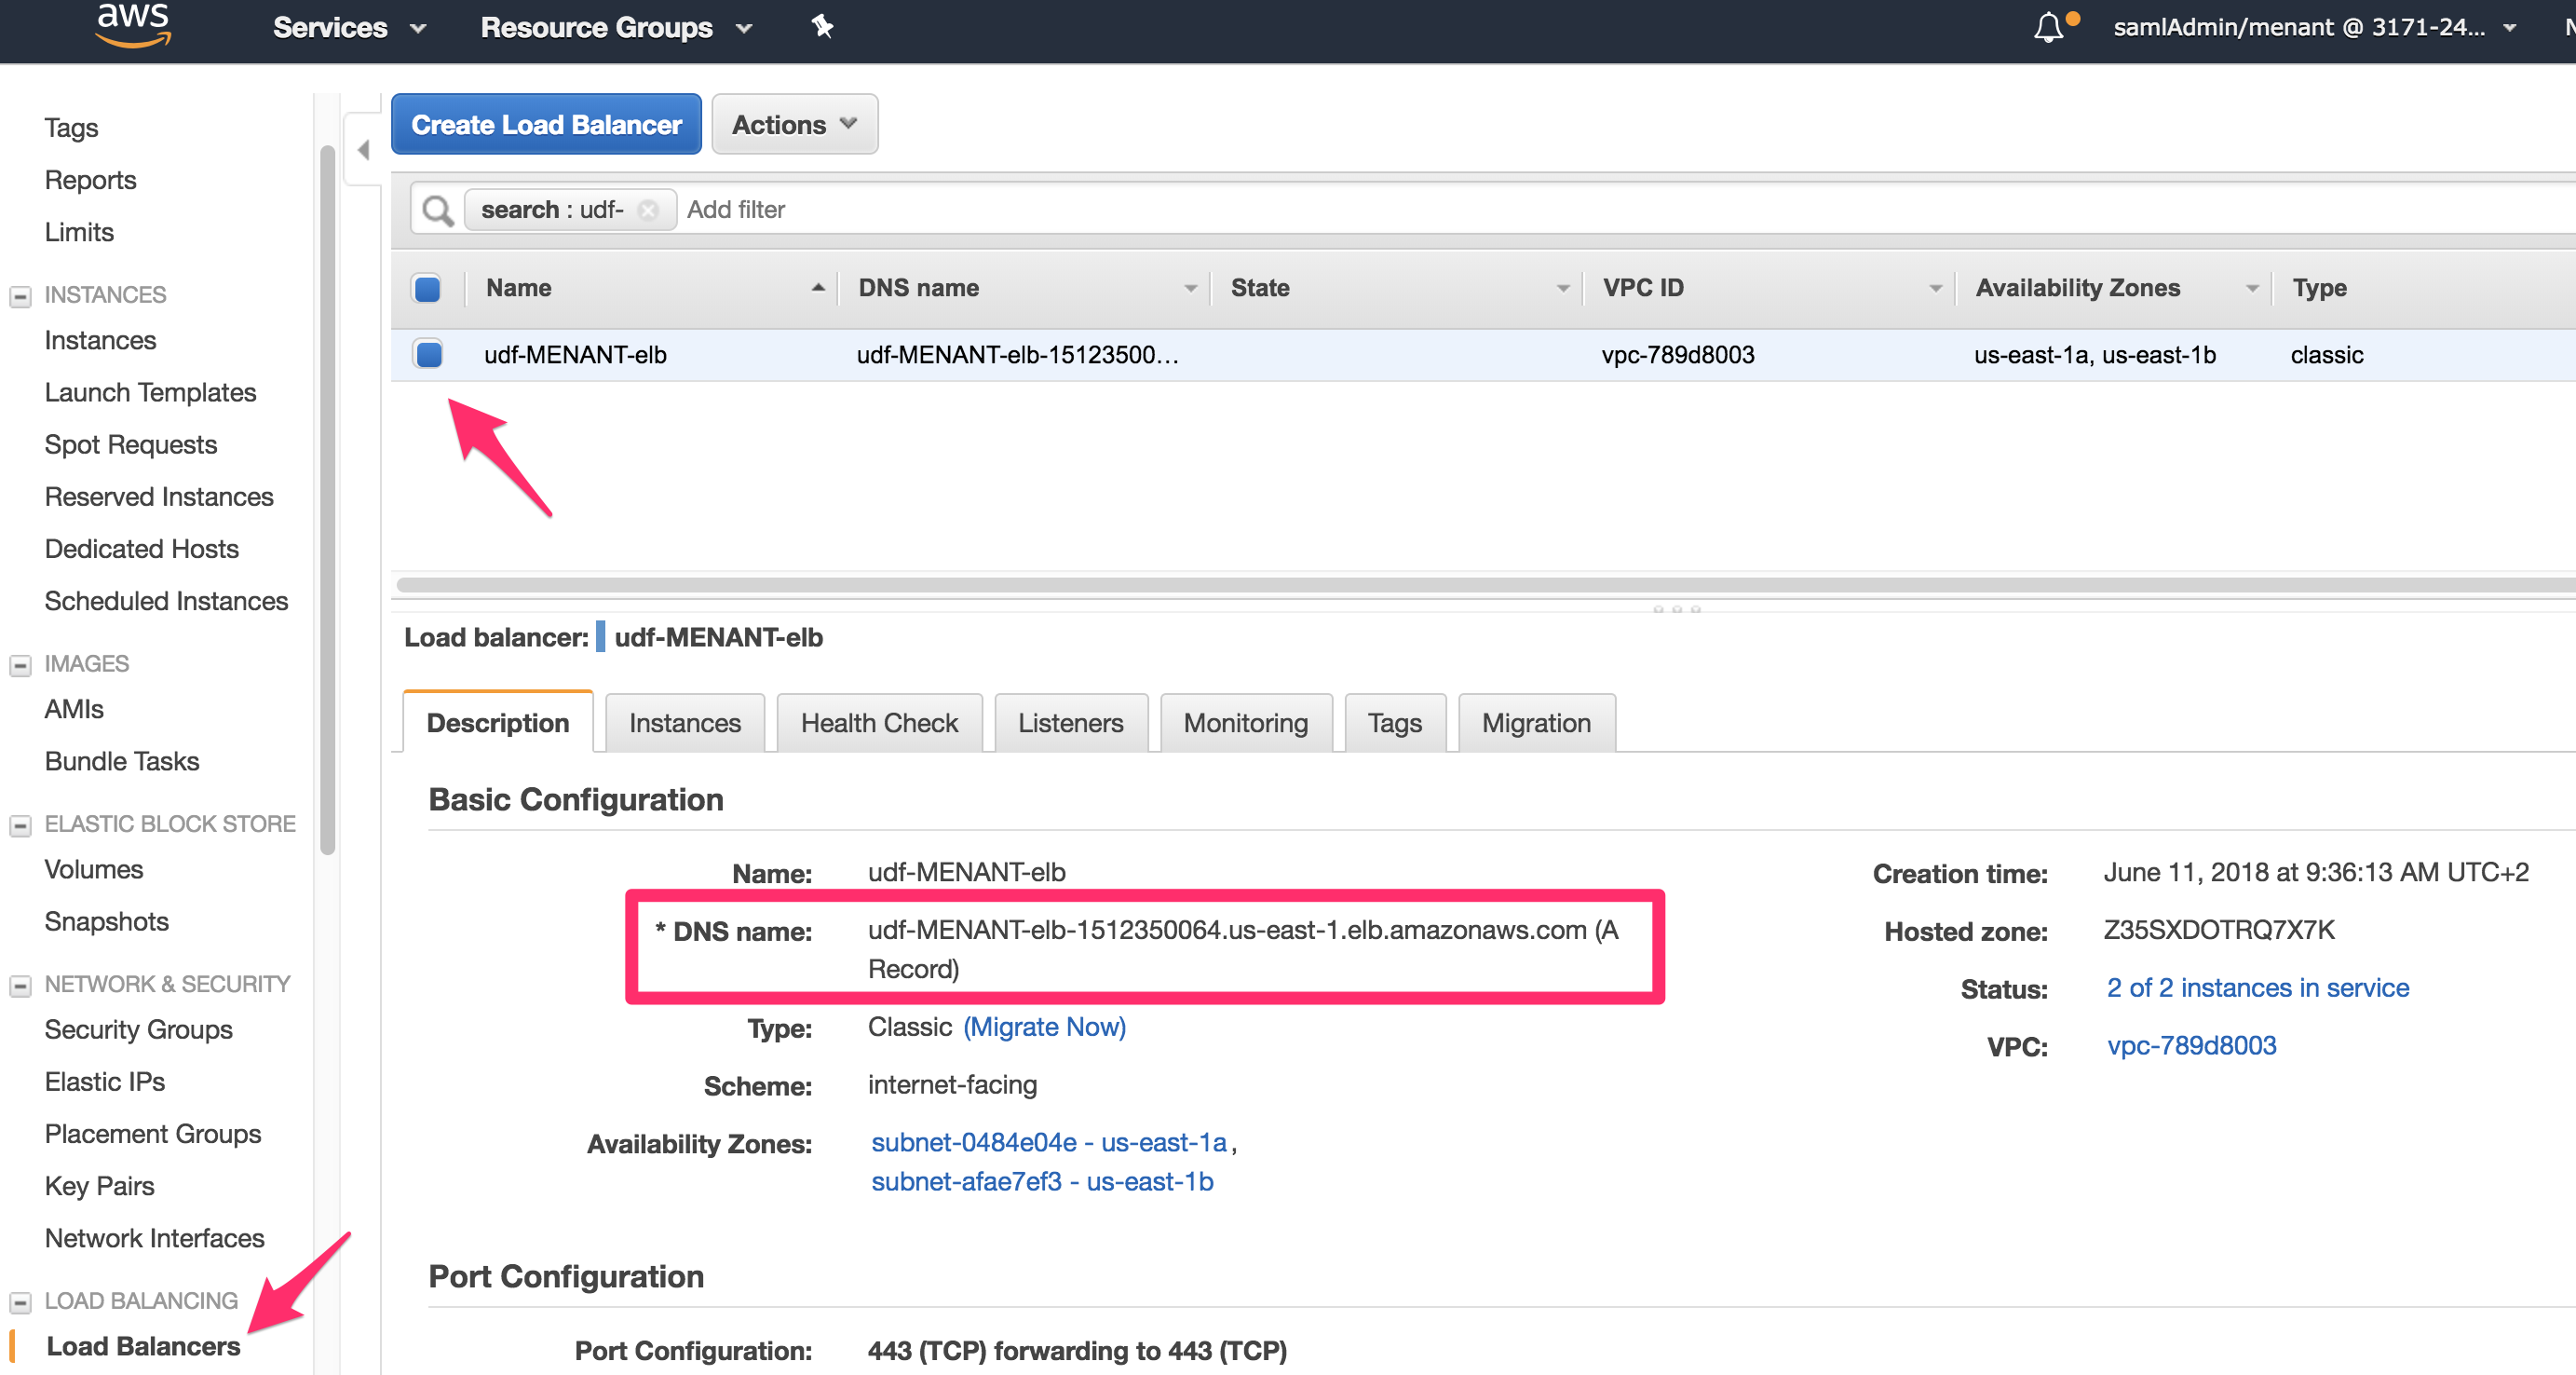 aws
Services
Resource Groups
samlAdmin/menant @ 3171-24...
Tags
Reports
Limits
INSTANCES
Instances
Launch Templates
Spot Requests
Reserved Instances
Dedicated Hosts
Scheduled Instances
IMAGES
AMIs
Bundle Tasks
ELASTIC BLOCK STORE
Volumes
Snapshots
NETWORK & SECURITY
Security Groups
Elastic IPs
Placement Groups
Key Pairs
Network Interfaces
LOAD BALANCING
Load Balancers
Create Load Balancer
Actions
search : udf-
Add filter
Name DNS name State VPC ID Availability Zones Type
udf-MENANT-elb udf-MENANT-elb-15123500... vpc-789d8003 us-east-1a, us-east-1b classic
Load balancer: udf-MENANT-elb
Description Instances Health Check Listeners Monitoring Tags Migration
Basic Configuration
Name: udf-MENANT-elb
* DNS name: udf-MENANT-elb-1512350064.us-east-1.elb.amazonaws.com (A
Record)
Type: Classic (Migrate Now)
Scheme: internet-facing
Availability Zones: subnet-0484e04e - us-east-1a,
subnet-afae7ef3 - us-east-1b
Creation time: June 11, 2018 at 9:36:13 AM UTC+2
Hosted zone: Z35SXDOTRQ7X7K
Status: 2 of 2 instances in service
VPC: vpc-789d8003
Port Configuration
Port Configuration: 443 (TCP) forwarding to 443 (TCP)